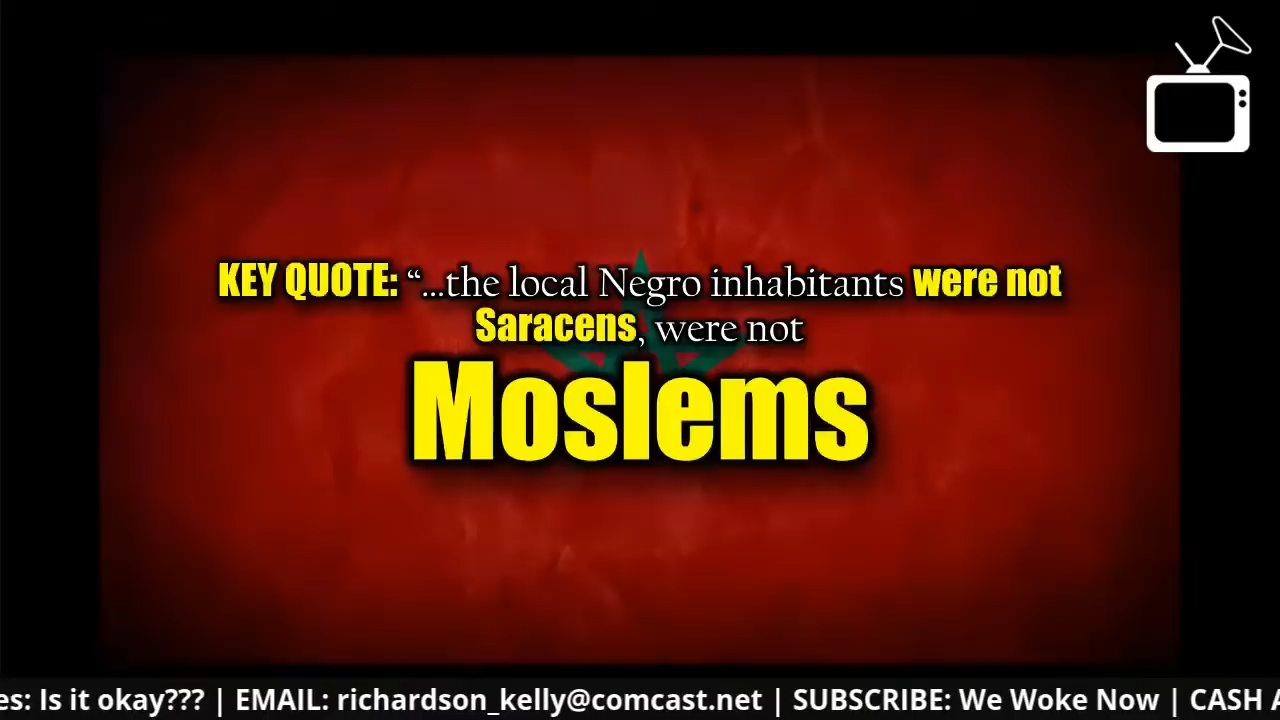 KEY QUOTE: “...the local Negro inhabitants were not
Saracens, were not
Moslems
es: Is it okay??? | EMAIL: richardson_kelly@comcast.net | SUBSCRIBE: We Woke Now | CASH A